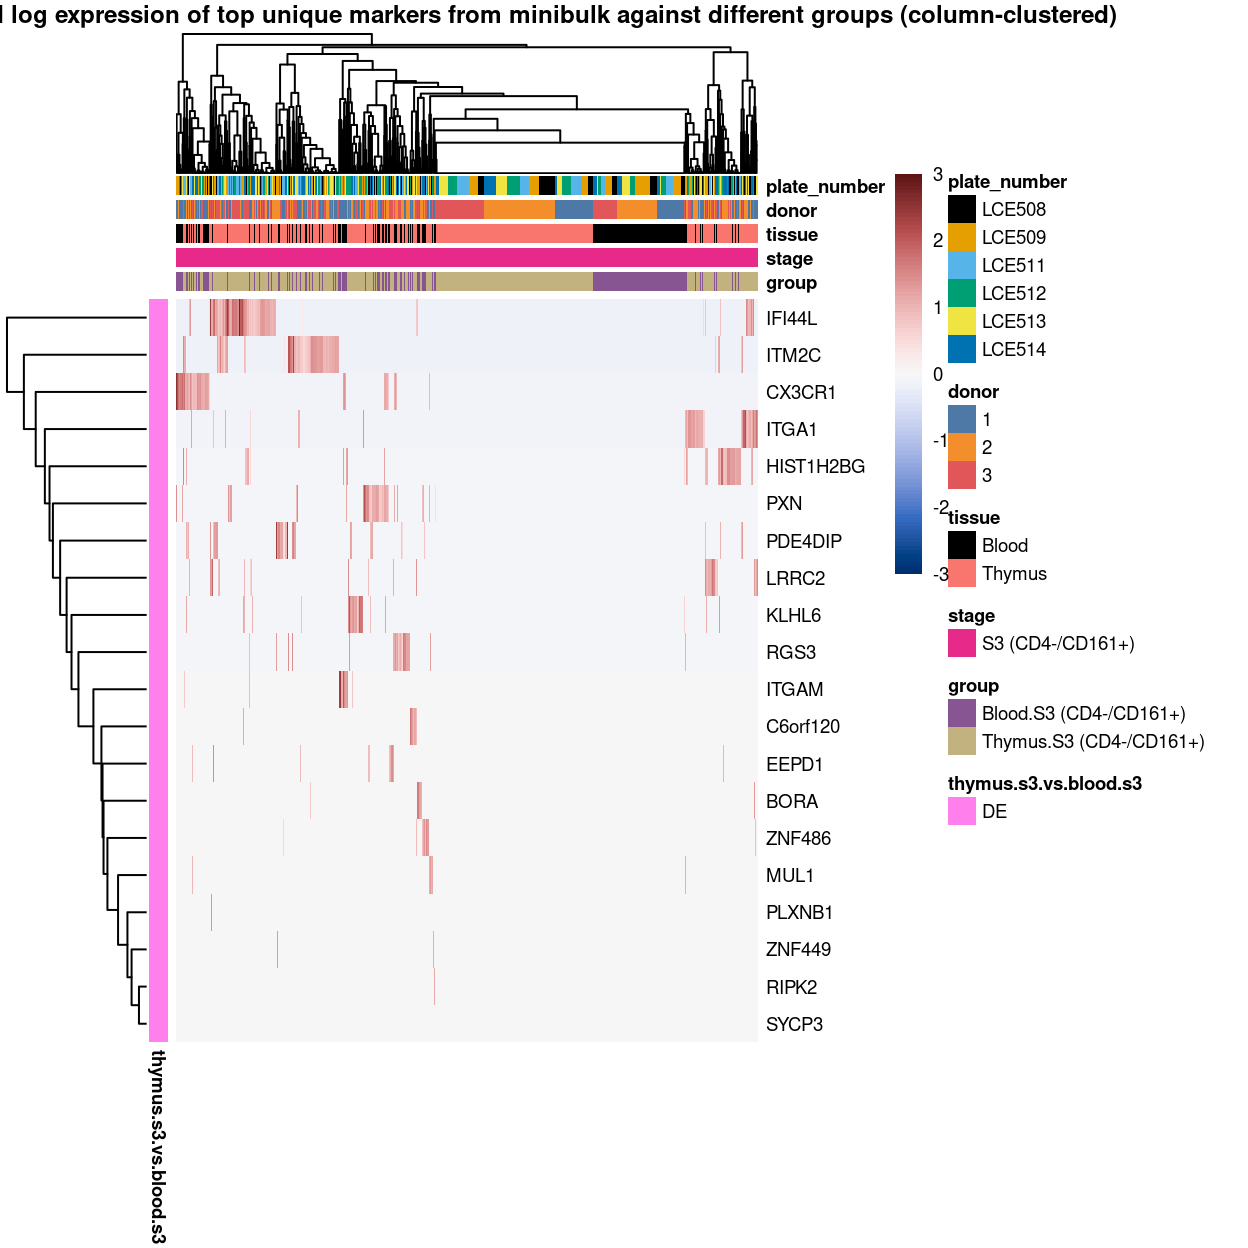 log expression of top unique markers from minibulk against different groups (column-clustered)
plate_number
donor
tissue
stage
group
IFI44L
ITM2C
CX3CR1
ITGA1
HIST1H2BG
PXN
PDE4DIP
LRRC2
KLHL6
RGS3
ITGAM
C6orf120
EEPD1
BORA
ZNF486
MUL1
PLXNB1
ZNF449
RIPK2
SYCP3
thymus.s3.vs.blood.s3
3
2
1
0
-1
-2
-3
plate_number
LCE508
LCE509
LCE511
LCE512
LCE513
LCE514
donor
1
2
3
tissue
Blood
Thymus
stage
S3 (CD4-/CD161+)
group
Blood.S3 (CD4-/CD161+)
Thymus.S3 (CD4-/CD161+)
thymus.s3.vs.blood.s3
DE